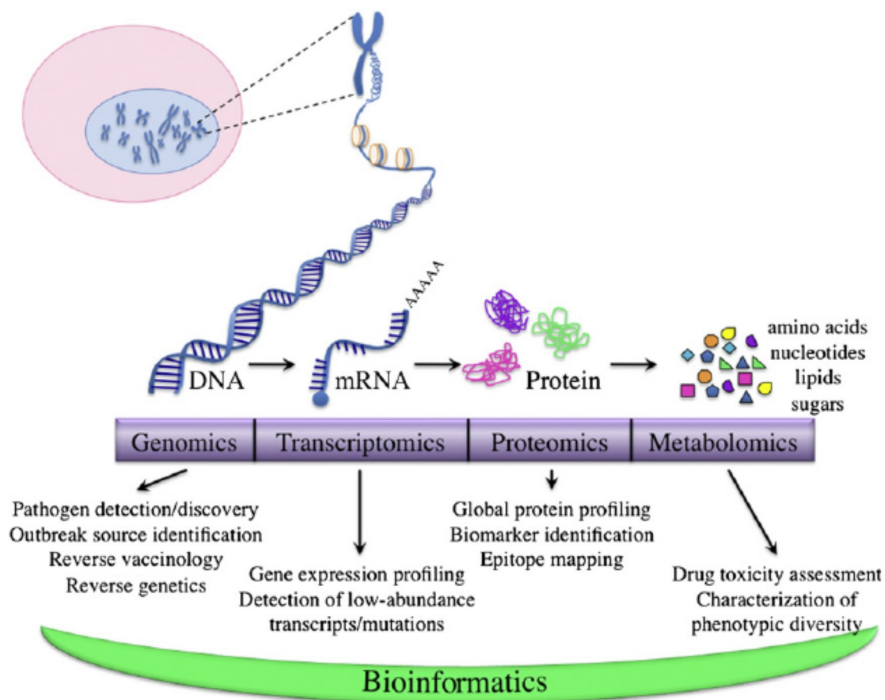 AAAAA
DNA
mRNA
Protein
amino acids
nucleotides
lipids
sugars
Genomics
Transcriptomics
Proteomics
Metabolomics
Pathogen detection/discovery
Outbreak source identification
Reverse vaccinology
Reverse genetics
Gene expression profiling
Detection of low-abundance
transcripts/mutations
Global protein profiling
Biomarker identification
Epitope mapping
Drug toxicity assessment
Characterization of
phenotypic diversity
Bioinformatics